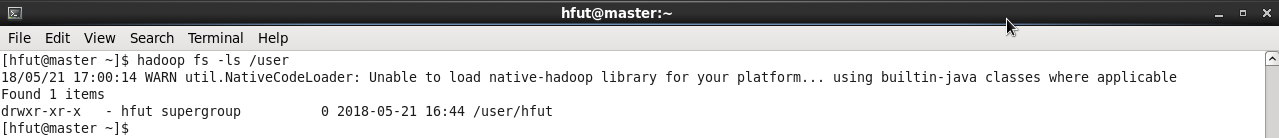 hfut@master:~
File Edit View Search Terminal Help
[hfut@master ~]$ hadoop fs -ls /user
18/05/21 17:00:14 WARN util.NativeCodeLoader: Unable to load native-hadoop library for your platform... using builtin-java classes where applicable
Found 1 items
drwxr-xr-x   - hfut supergroup          0 2018-05-21 16:44 /user/hfut
[hfut@master ~]$